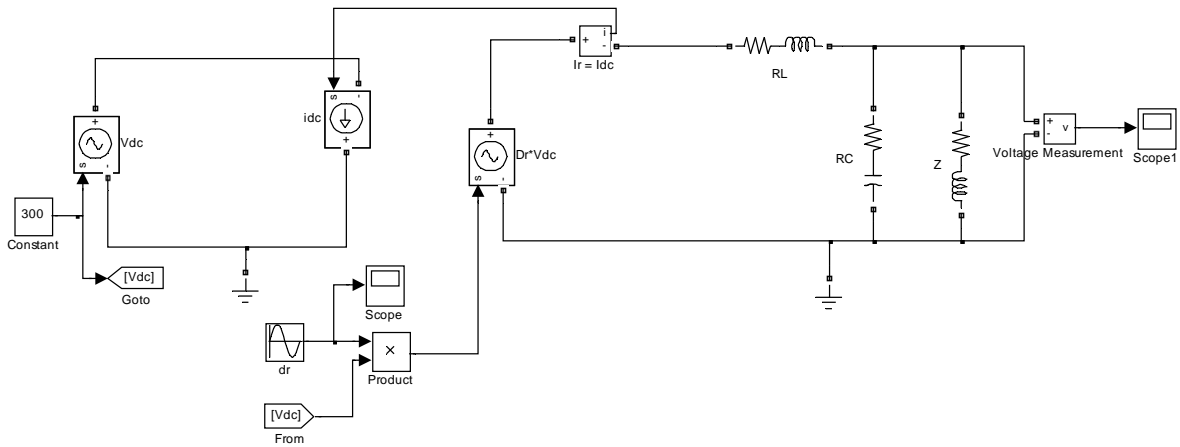 i
+
-
Ir = Idc
RL
s
-
idc
+
+
Vdc
s
-
300
Constant
[Vdc]
Goto
+
Dr*Vdc
s
-
RC
Z
+
-
v
Voltage Measurement
Scope1
Scope
dr
×
Product
[Vdc]
From